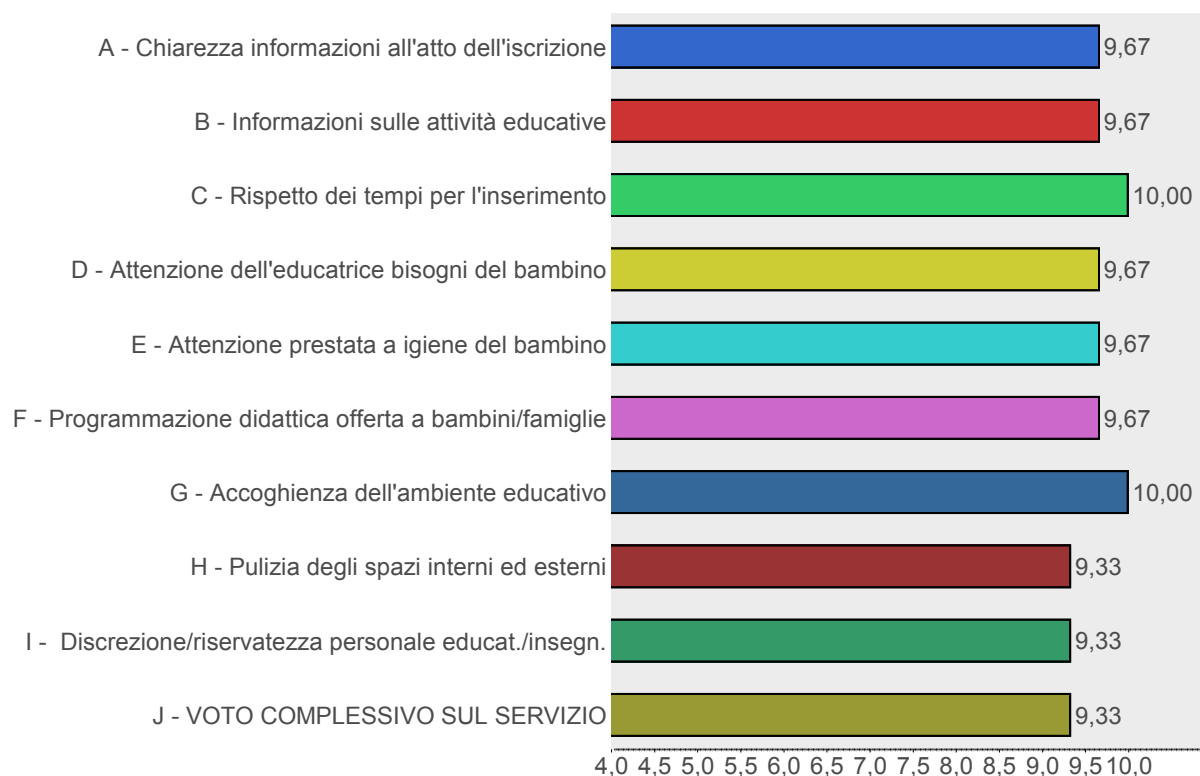 A - Chiarezza informazioni all'atto dell'iscrizione 9,67
B - Informazioni sulle attività educative 9,67
C - Rispetto dei tempi per l'inserimento 10,00
D - Attenzione dell'educatrice bisogni del bambino 9,67
E - Attenzione prestata a igiene del bambino 9,67
F - Programmazione didattica offerta a bambini/famiglie 9,67
G - Accoghienza dell'ambiente educativo 10,00
H - Pulizia degli spazi interni ed esterni 9,33
I -  Discrezione/riservatezza personale educat./insegn. 9,33
J - VOTO COMPLESSIVO SUL SERVIZIO 9,33
4,0 4,5 5,0 5,5 6,0 6,5 7,0 7,5 8,0 8,5 9,0 9,5 10,0